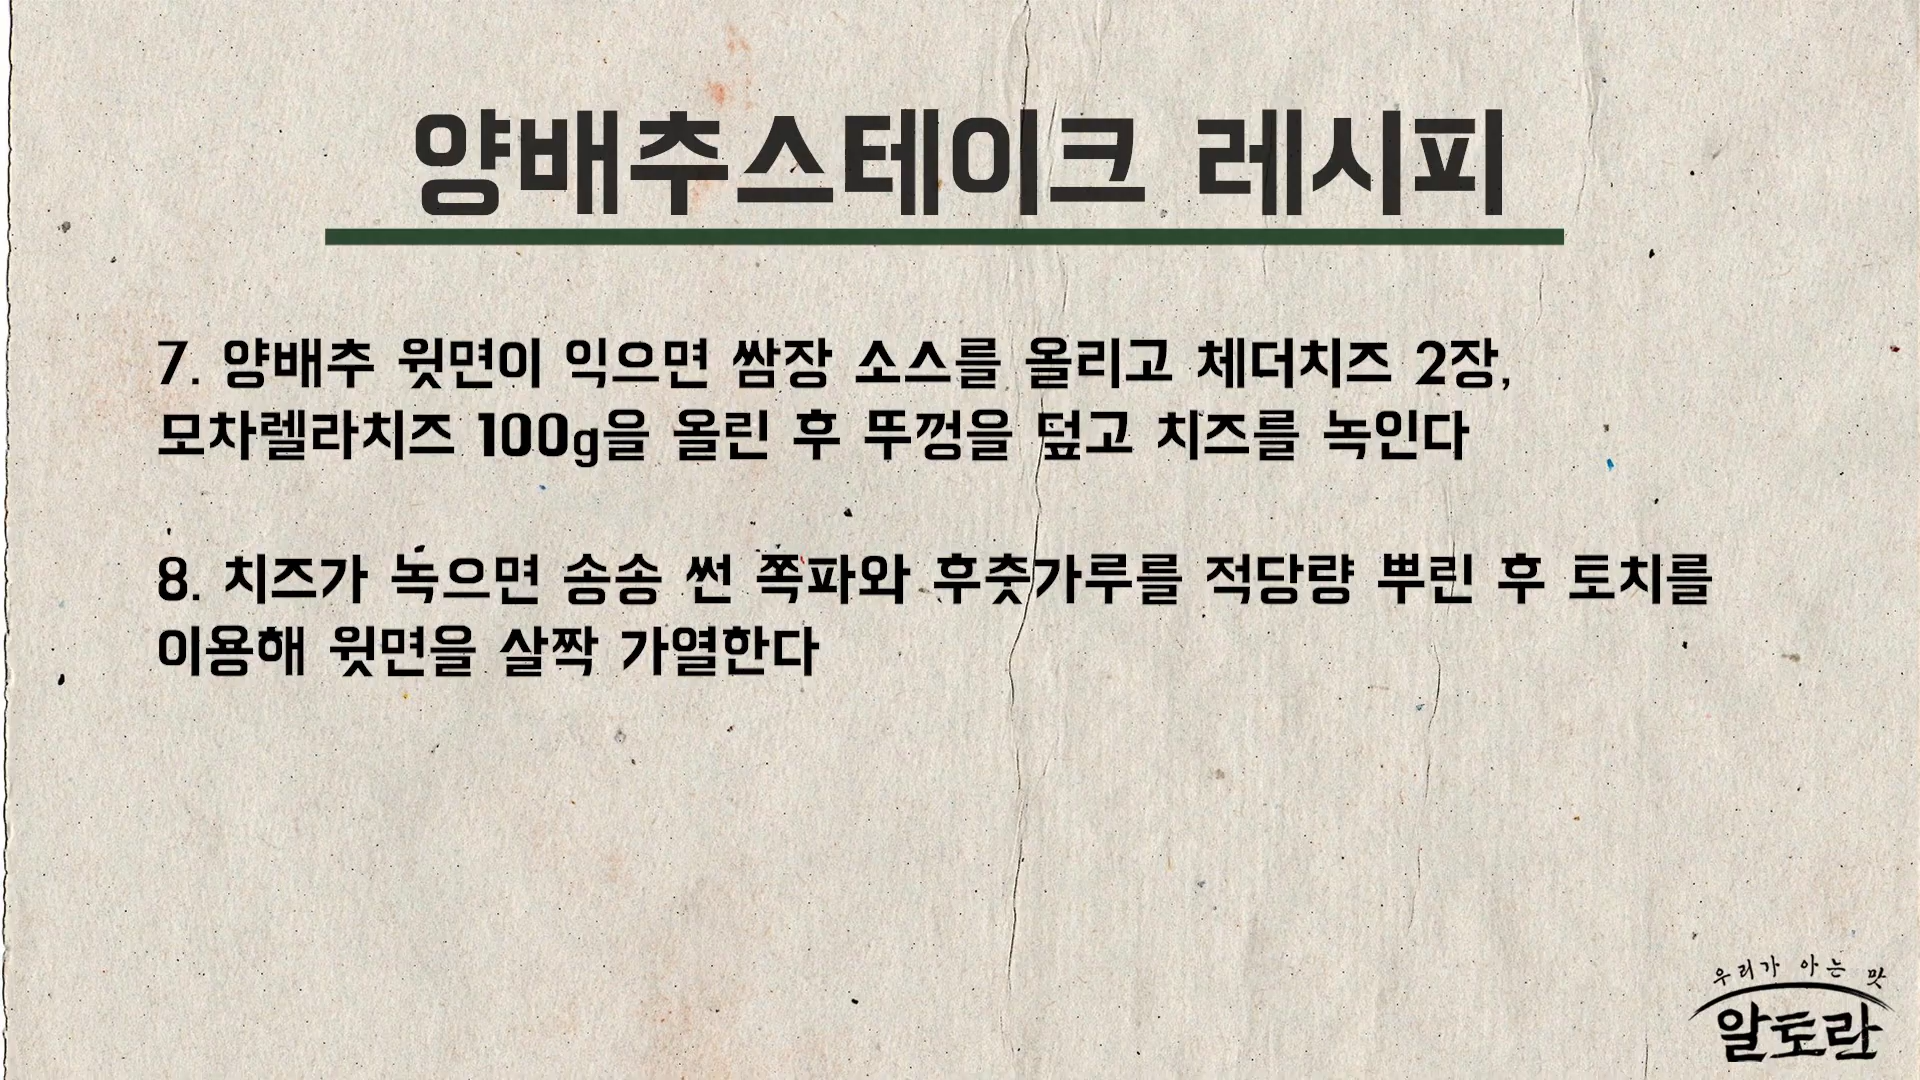 양배추스테이크 레시피
7. 양배추 윗면이 익으면 쌈장 소스를 올리고 체더치즈 2장,
모차렐라치즈 100g을 올린 후 뚜껑을 덮고 치즈를 녹인다
8. 치즈가 녹으면 송송 썬 쪽파와 후춧가루를 적당량 뿌린 후 토치를
이용해 윗면을 살짝 가열한다
우리가 아는 맛
알토란